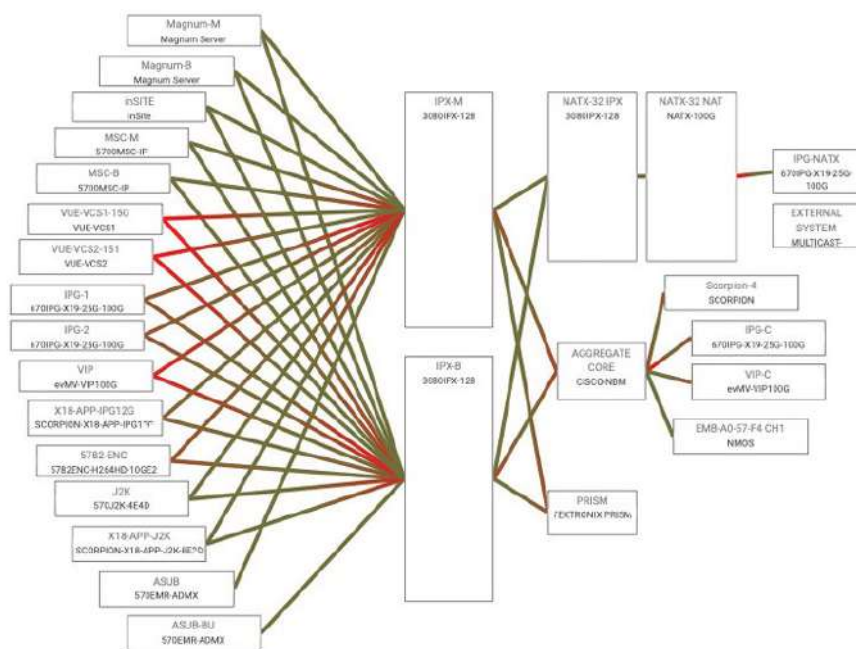 Magnum-M
Magnum Server
Magnum-B
Magnum Server
inSITE
inSite
MSC-M
5700MSC-IP
MSC-B
5700MSC-IP
VUE-VCS1-150
VUE-VCS1
VUE-VCS2-151
VUE-VCS2
IPG-1
670IPG-X19-25G-100G
IPG-2
670IPG-X19-25G-100G
VIP
evMV-VIP100G
X18-APP-IPG12G
5782-ENC
5782ENC-H264HD-10GE2
J2K
570J2K-4E4D
X18-APP-J2K
ASUB
570EMR-ADMX
ASUB-8U
570EMR-ADMX
IPX-M
3080IPX-128
IPX-B
3080IPX-128
NATX-32 IPX
3080IPX-128
NATX-32 NAT
NATX-100G
IPG-NATX
670IPG-X19-25G-
100G
EXTERNAL
SYSTEM
MULTICAST-
AGGREGATE
CORE
CISCO-NBM
Scorpion-4
SCORPION
IPG-C
670IPG-X19-25G-100G
VIP-C
evMV-VIP100G
EMB-A0-57-F4 CH1
NMOS
PRISM
TEKTRONIX PRISM